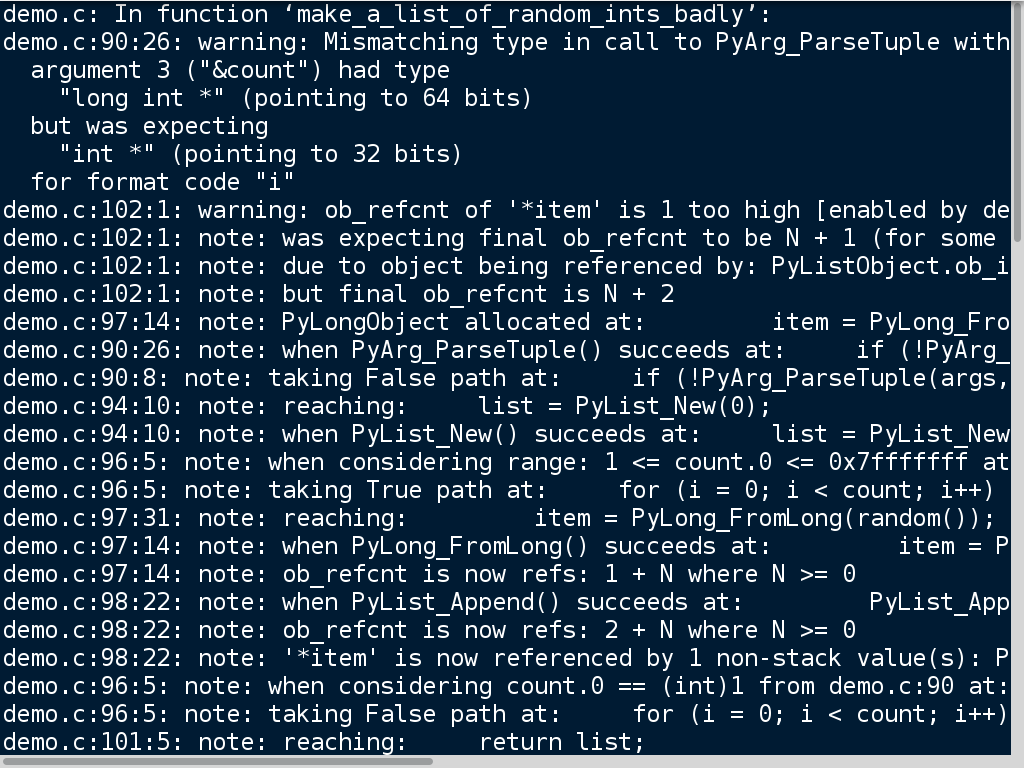 demo.c: In function ‘make_a_list_of_random_ints_badly’:
demo.c:90:26: warning: Mismatching type in call to PyArg_ParseTuple with
  argument 3 ("&count") had type
    "long int *" (pointing to 64 bits)
  but was expecting
    "int *" (pointing to 32 bits)
  for format code "i"
demo.c:102:1: warning: ob_refcnt of '*item' is 1 too high [enabled by de
demo.c:102:1: note: was expecting final ob_refcnt to be N + 1 (for some
demo.c:102:1: note: due to object being referenced by: PyListObject.ob_i
demo.c:102:1: note: but final ob_refcnt is N + 2
demo.c:97:14: note: PyLongObject allocated at:         item = PyLong_Fro
demo.c:90:26: note: when PyArg_ParseTuple() succeeds at:     if (!PyArg_
demo.c:90:8: note: taking False path at:     if (!PyArg_ParseTuple(args,
demo.c:94:10: note: reaching:     list = PyList_New(0);
demo.c:94:10: note: when PyList_New() succeeds at:     list = PyList_New
demo.c:96:5: note: when considering range: 1 <= count.0 <= 0x7fffffff at
demo.c:96:5: note: taking True path at:     for (i = 0; i < count; i++)
demo.c:97:31: note: reaching:         item = PyLong_FromLong(random());
demo.c:97:14: note: when PyLong_FromLong() succeeds at:         item = P
demo.c:97:14: note: ob_refcnt is now refs: 1 + N where N >= 0
demo.c:98:22: note: when PyList_Append() succeeds at:         PyList_App
demo.c:98:22: note: ob_refcnt is now refs: 2 + N where N >= 0
demo.c:98:22: note: '*item' is now referenced by 1 non-stack value(s): P
demo.c:96:5: note: when considering count.0 == (int)1 from demo.c:90 at:
demo.c:96:5: note: taking False path at:     for (i = 0; i < count; i++)
demo.c:101:5: note: reaching:     return list;